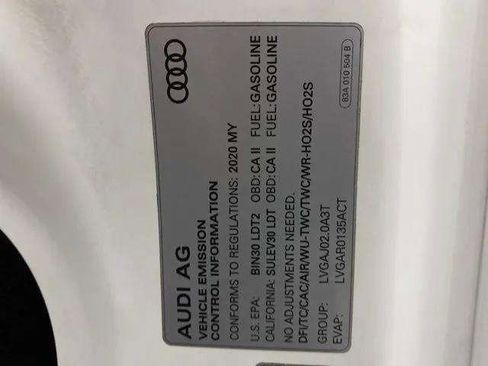 AUDI AG
VEHICLE EMISSION
CONTROL INFORMATION
CONFORMS TO REGULATIONS: 2020 MY
U.S. EPA: BIN30 LDT2 OBD:CA II FUEL:GASOLINE
CALIFORNIA: SULEV30 LDT OBD:CA II FUEL:GASOLINE
NO ADJUSTMENTS NEEDED.
DFI/TC/CAC/AIR/WU-TWC/TWC/WR-HO2S/HO2S
GROUP: LVGAJ02.0A3T
EVAP: LVGAR0135ACT
83A 010 504 B